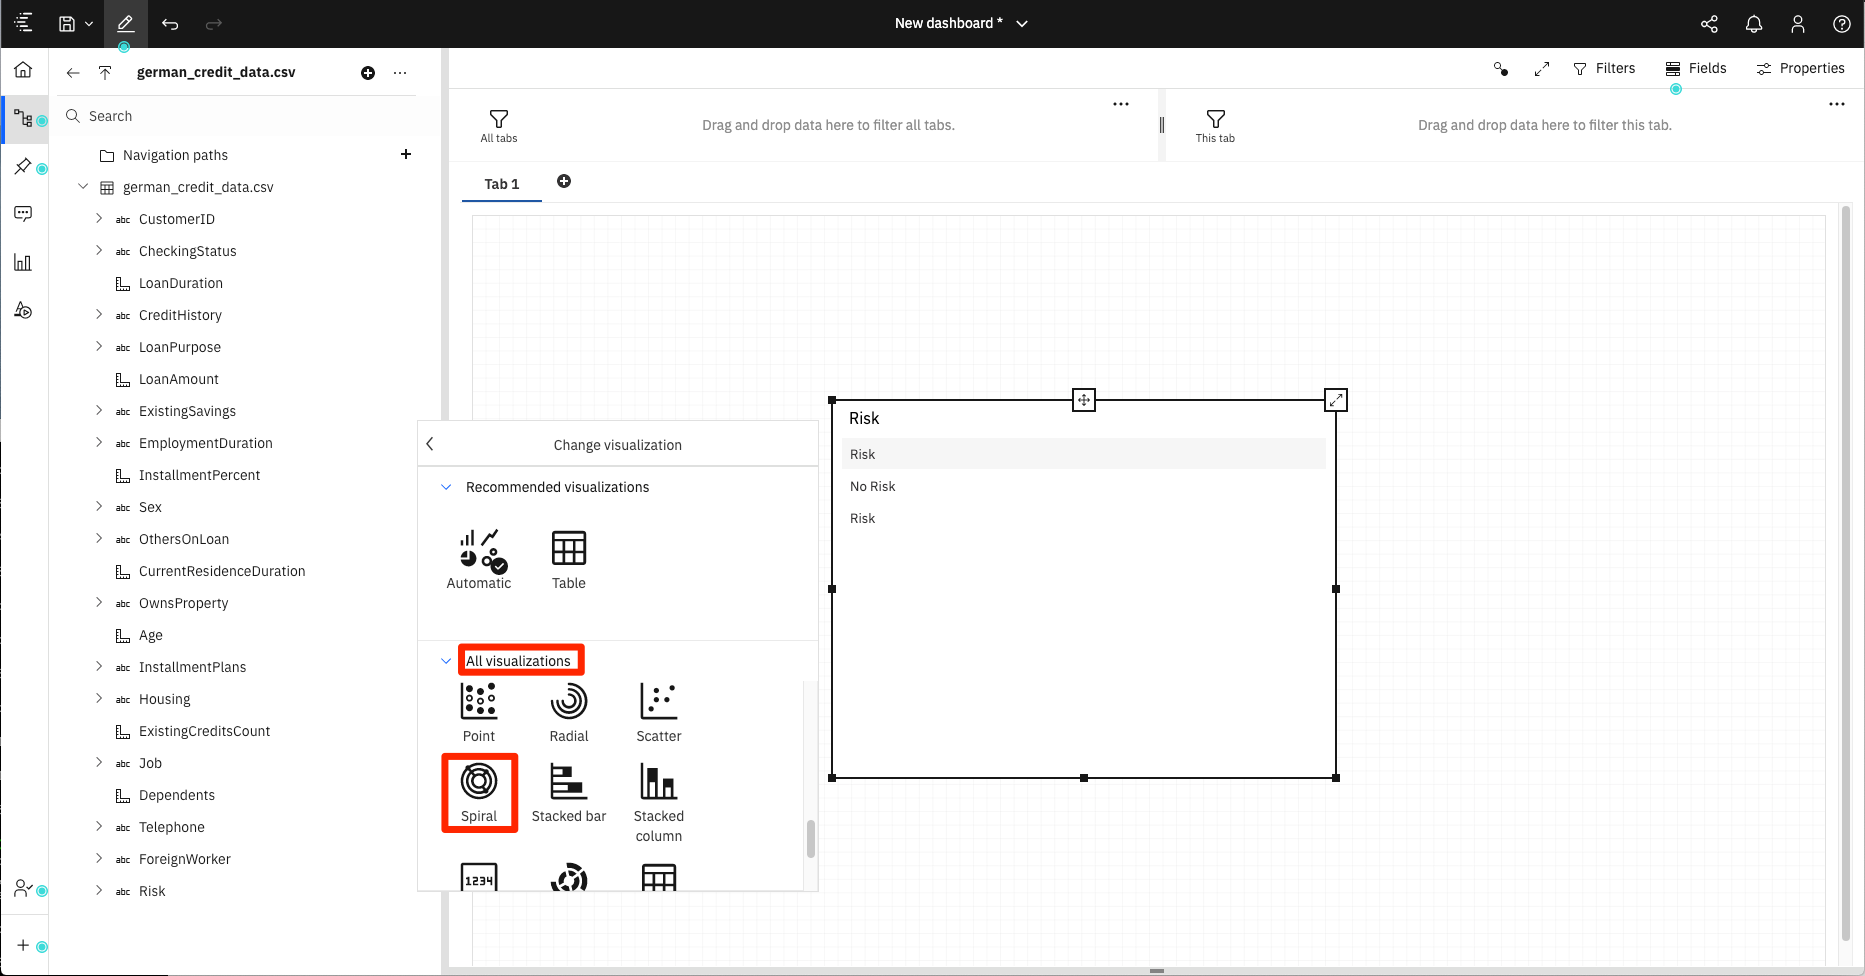 New dashboard *
german_credit_data.csv
Filters
Fields
Properties
Search
All tabs
Drag and drop data here to filter all tabs.
This tab
Drag and drop data here to filter this tab.
Navigation paths
Tab 1
german_credit_data.csv
abc CustomerID
abc CheckingStatus
LoanDuration
abc CreditHistory
abc LoanPurpose
LoanAmount
abc ExistingSavings
abc EmploymentDuration
InstallmentPercent
abc Sex
abc OthersOnLoan
CurrentResidenceDuration
abc OwnsProperty
Age
abc InstallmentPlans
abc Housing
ExistingCreditsCount
abc Job
Dependents
abc Telephone
abc ForeignWorker
abc Risk
Change visualization
Recommended visualizations
Automatic
Table
All visualizations
Point
Radial
Scatter
Spiral
Stacked bar
Stacked
column
1234
Risk
Risk
No Risk
Risk